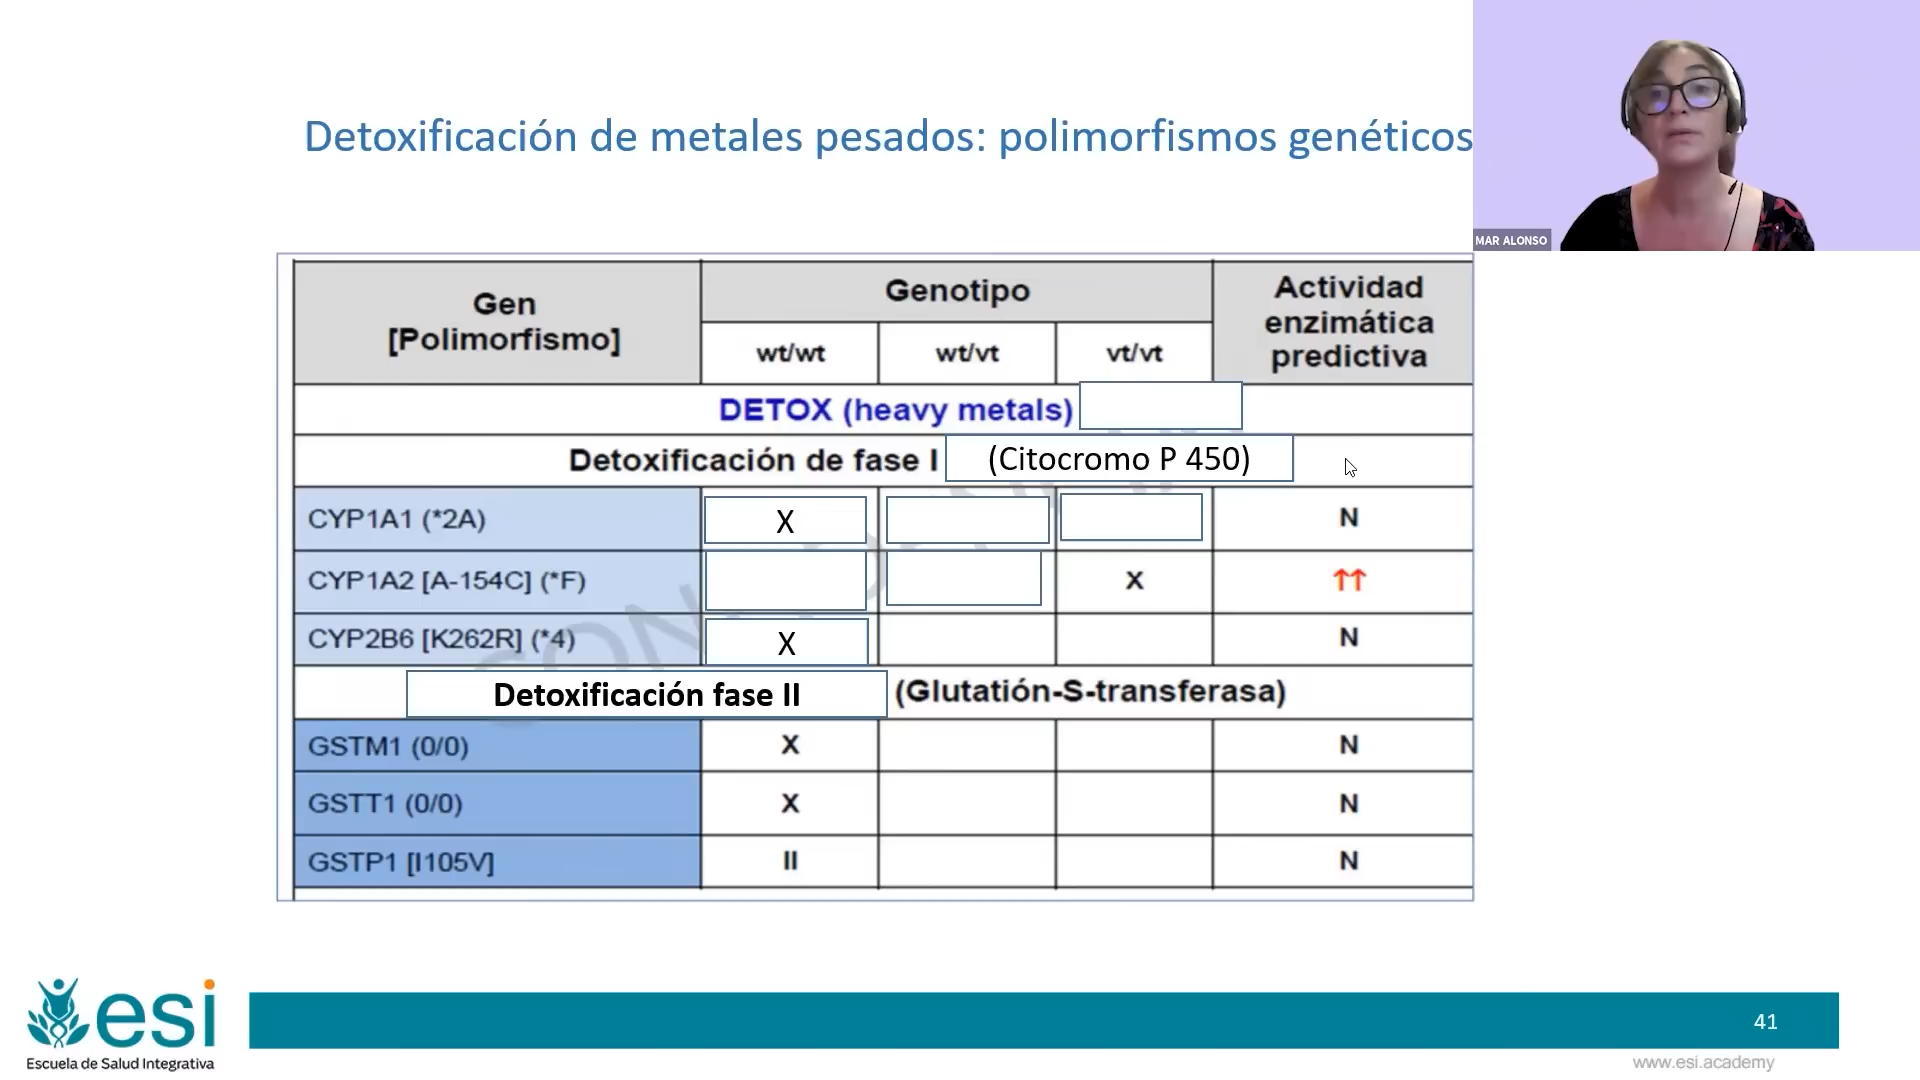 Detoxificación de metales pesados: polimorfismos genéticos
MAR ALONSO
Gen
[Polimorfismo]
Genotipo
Actividad
enzimática
predictiva
wt/wt
wt/vt
vt/vt
DETOX (heavy metals)
Detoxificación de fase I (Citocromo P 450)
CYP1A1 (*2A) X N
CYP1A2 [A-154C] (*F) X ↑↑
CYP2B6 [K262R] (*4) X N
Detoxificación fase II (Glutatión-S-transferasa)
GSTM1 (0/0) X N
GSTT1 (0/0) X N
GSTP1 [I105V] II N
esi
Escuela de Salud Integrativa
41
www.esi.academy